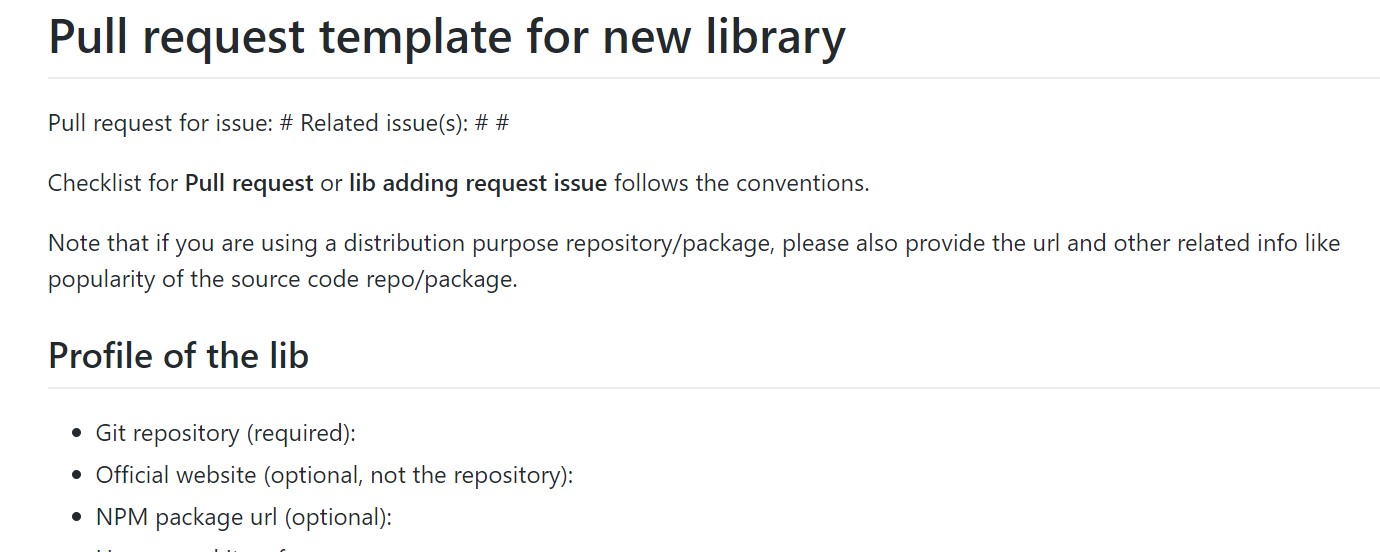 Pull request template for new library
Pull request for issue: # Related issue(s): # #
Checklist for Pull request or lib adding request issue follows the conventions.
Note that if you are using a distribution purpose repository/package, please also provide the url and other related info like
popularity of the source code repo/package.
Profile of the lib
• Git repository (required):
• Official website (optional, not the repository):
• NPM package url (optional):